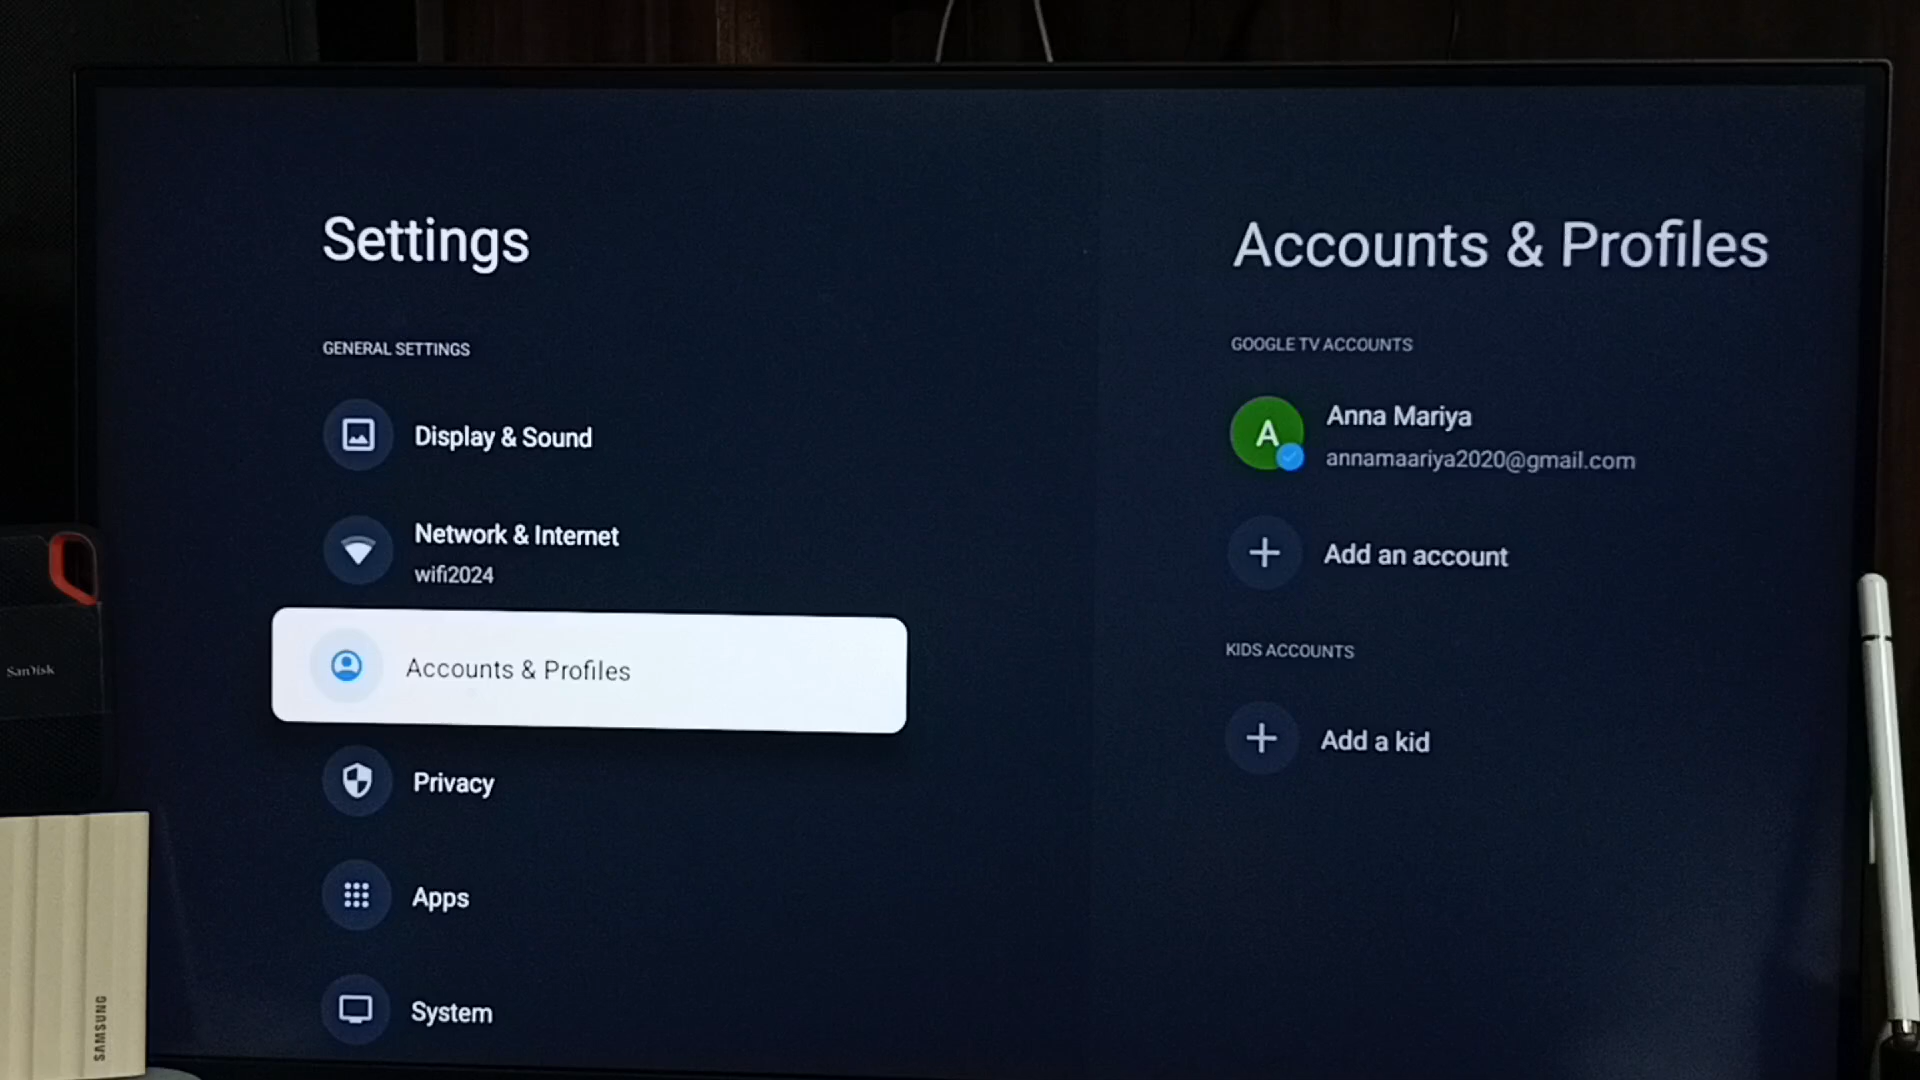 Settings
GENERAL SETTINGS
Display & Sound
Network & Internet
wifi2024
Accounts & Profiles
Privacy
Apps
System
Accounts & Profiles
GOOGLE TV ACCOUNTS
A
Anna Mariya
annamaariya2020@gmail.com
Add an account
KIDS ACCOUNTS
Add a kid
SanDisk
SAMSUNG